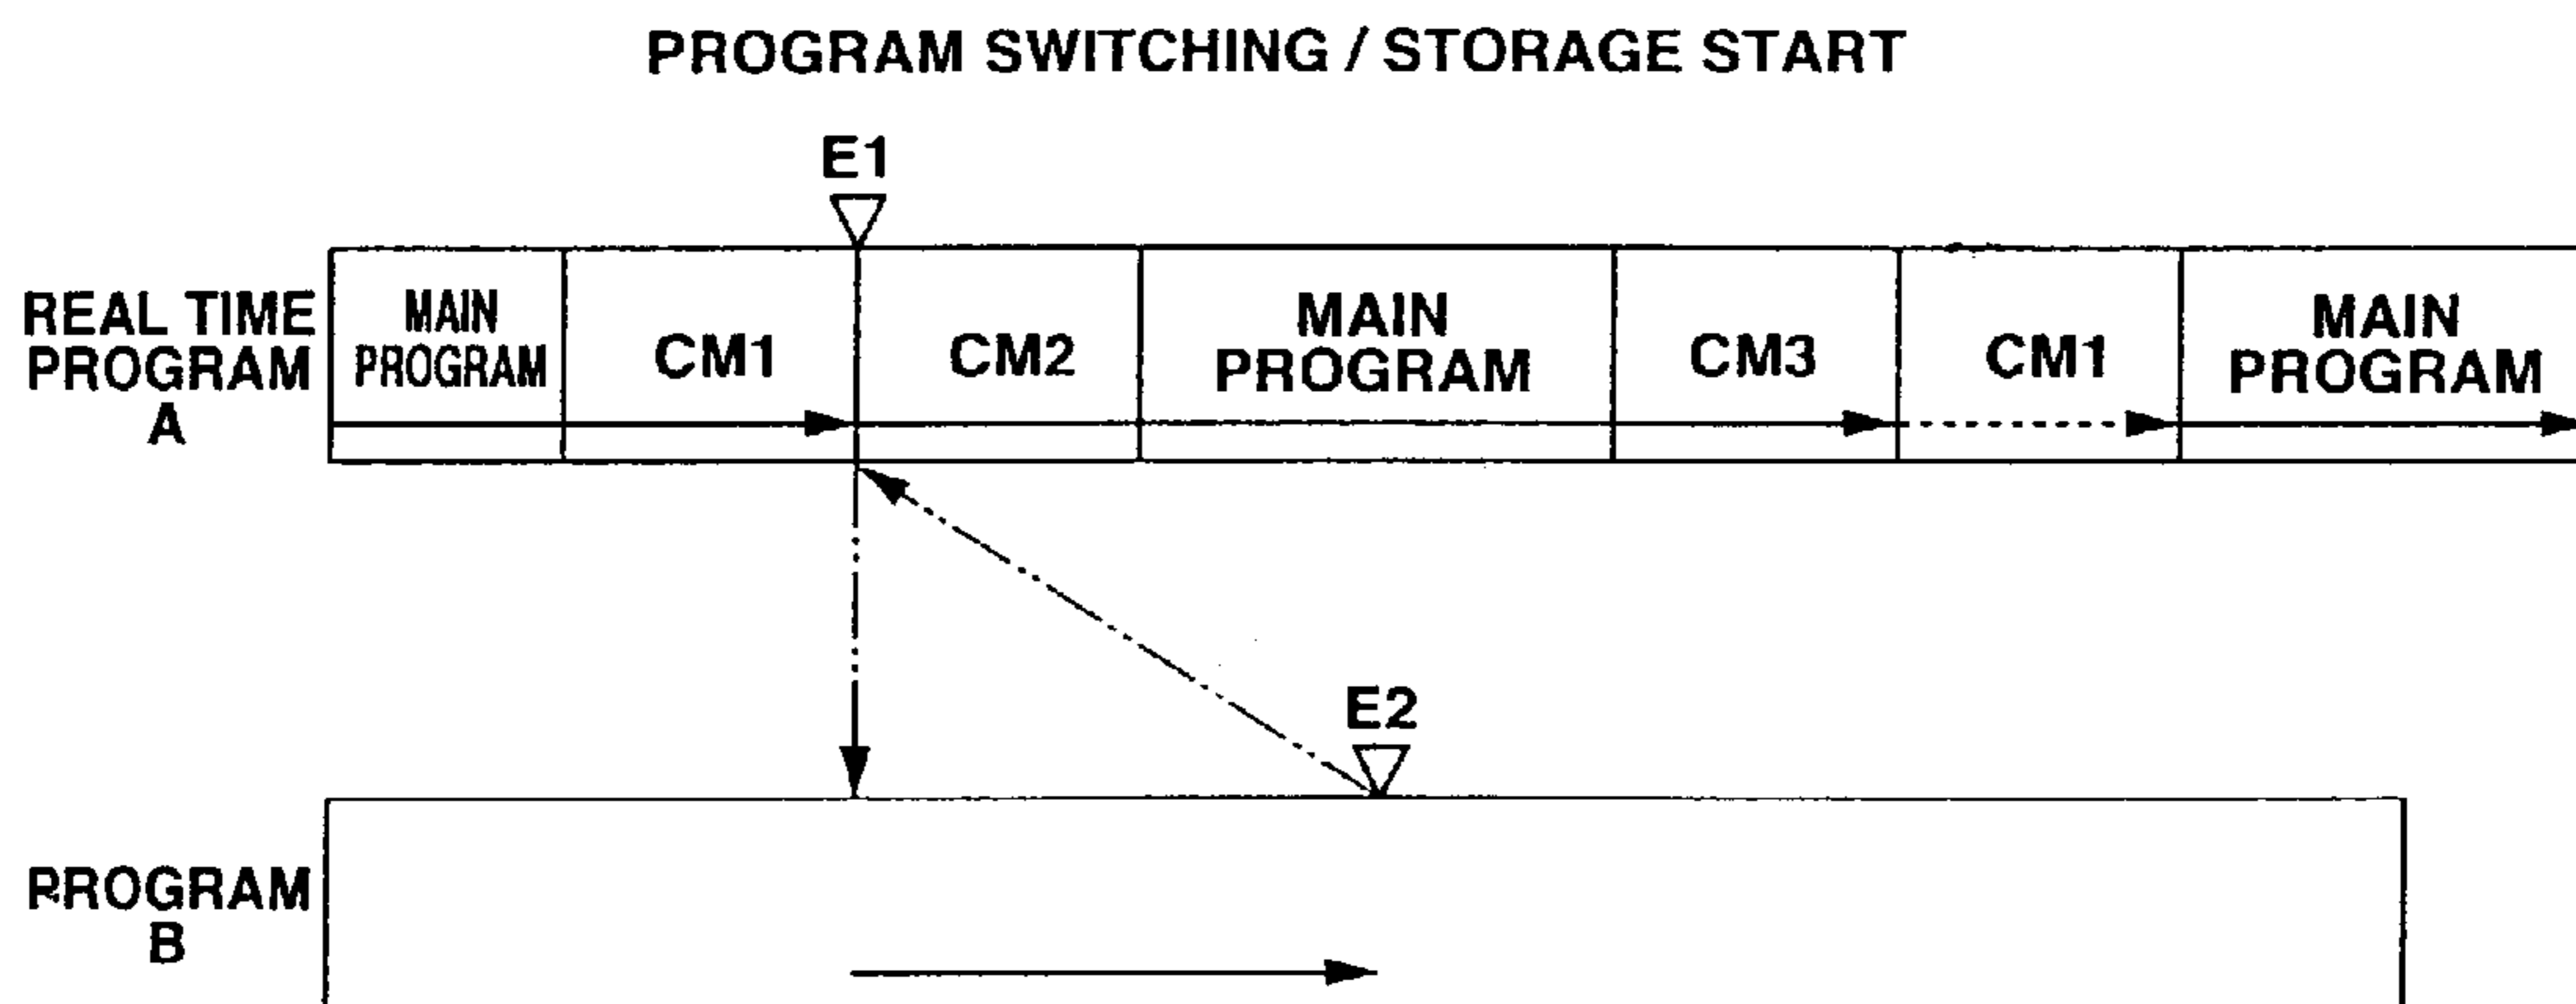 PROGRAM SWITCHING / STORAGE START
E1
REAL TIME
PROGRAM
A
MAIN
PROGRAM
CM1
CM2
MAIN
PROGRAM
CM3
CM1
MAIN
PROGRAM
E2
PROGRAM
B